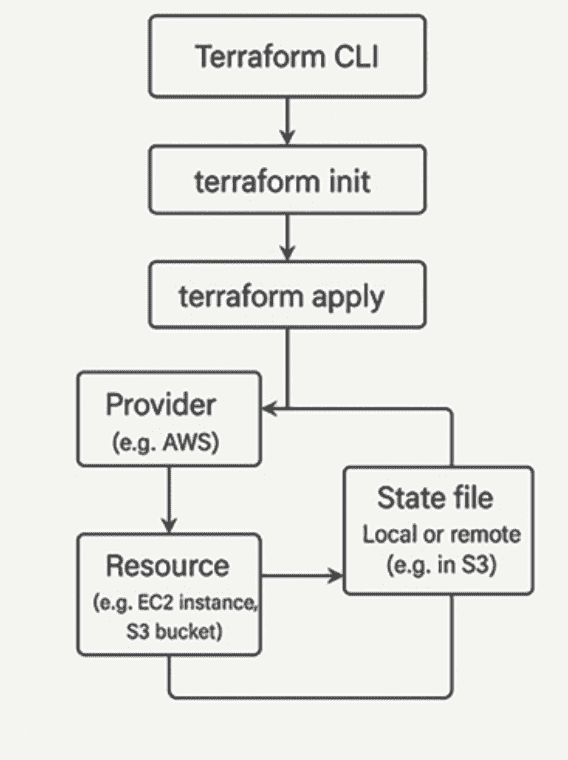 Terraform CLI
terraform init
terraform apply
Provider
(e.g. AWS)
State file
Local or remote
(e.g. in S3)
Resource
(e.g. EC2 instance,
S3 bucket)